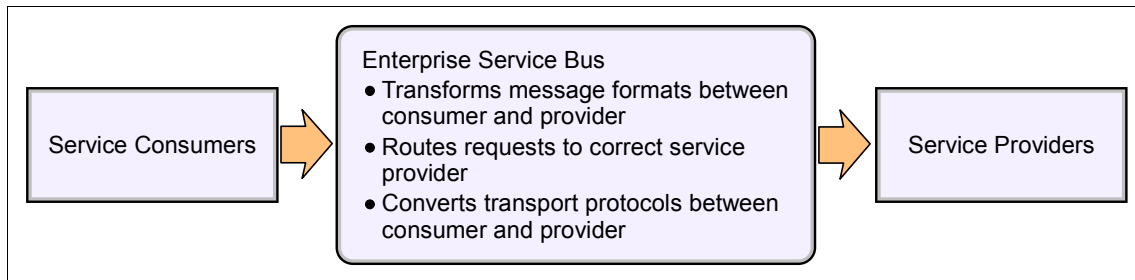 Service Consumers
Enterprise Service Bus
● Transforms message formats between
consumer and provider
● Routes requests to correct service
provider
● Converts transport protocols between
consumer and provider
Service Providers